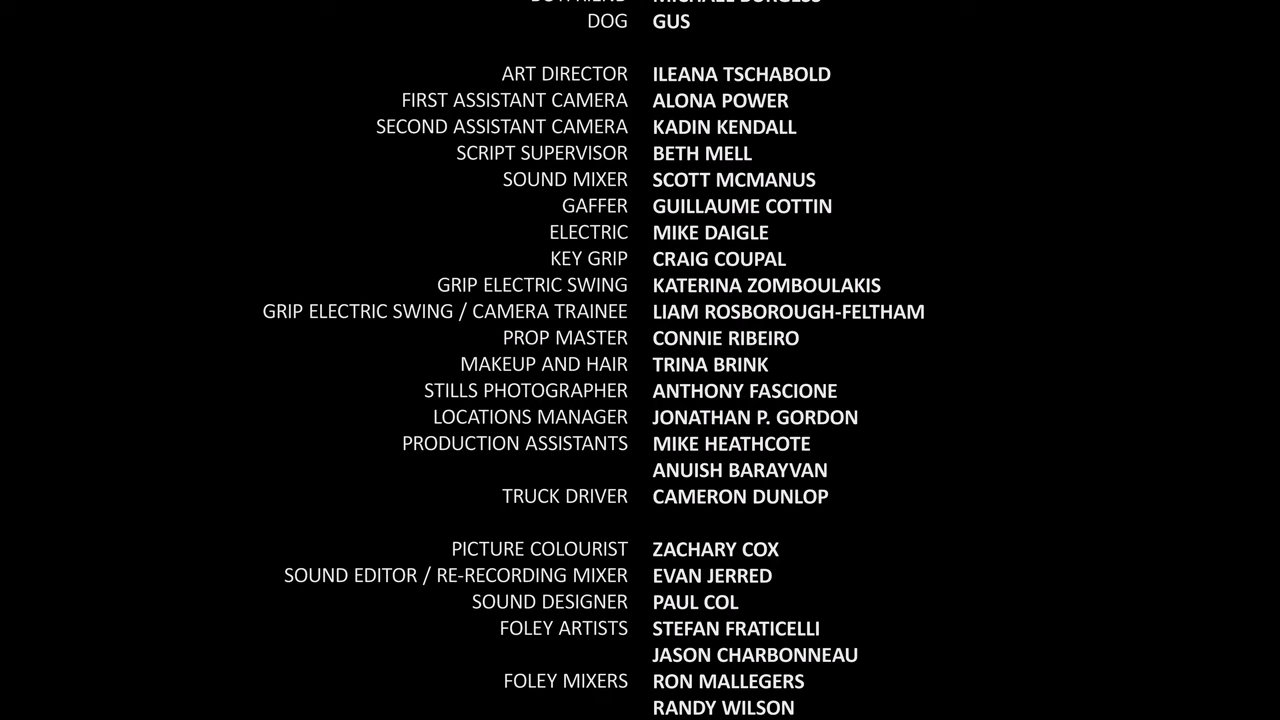 BOYFRIEND MICHAEL BURGESS
DOG GUS
ART DIRECTOR ILEANA TSCHABOLD
FIRST ASSISTANT CAMERA ALONA POWER
SECOND ASSISTANT CAMERA KADIN KENDALL
SCRIPT SUPERVISOR BETH MELL
SOUND MIXER SCOTT MCMANUS
GAFFER GUILLAUME COTTIN
ELECTRIC MIKE DAIGLE
KEY GRIP CRAIG COUPAL
GRIP ELECTRIC SWING KATERINA ZOMBOULAKIS
GRIP ELECTRIC SWING / CAMERA TRAINEE LIAM ROSBOROUGH-FELTHAM
PROP MASTER CONNIE RIBEIRO
MAKEUP AND HAIR TRINA BRINK
STILLS PHOTOGRAPHER ANTHONY FASCIONE
LOCATIONS MANAGER JONATHAN P. GORDON
PRODUCTION ASSISTANTS MIKE HEATHCOTE
ANUISH BARAYVAN
TRUCK DRIVER CAMERON DUNLOP
PICTURE COLOURIST ZACHARY COX
SOUND EDITOR / RE-RECORDING MIXER EVAN JERRED
SOUND DESIGNER PAUL COL
FOLEY ARTISTS STEFAN FRATICELLI
JASON CHARBONNEAU
FOLEY MIXERS RON MALLEGERS
RANDY WILSON